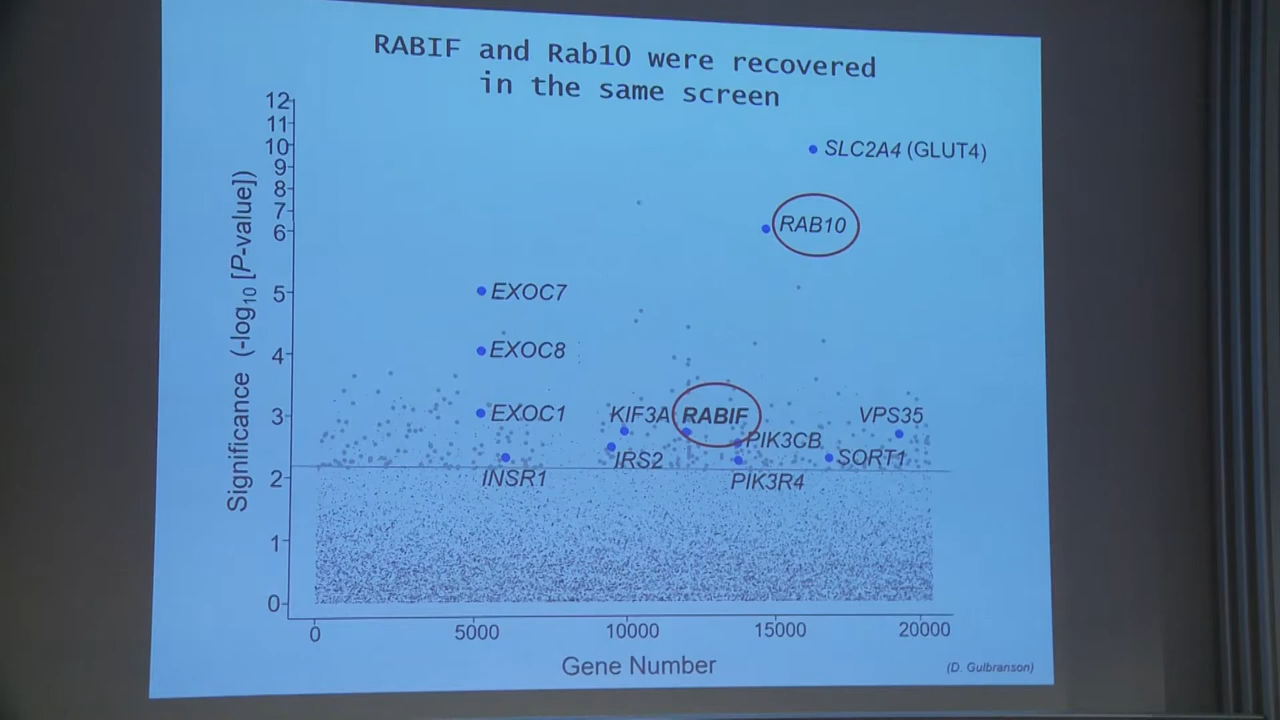 RABIF and Rab10 were recovered
in the same screen
12
11
10
9
8
7
6
5
4
3
2
1
0
Significance (-log10 [P-value])
SLC2A4 (GLUT4)
RAB10
EXOC7
EXOC8
EXOC1
KIF3A
RABIF
VPS35
PIK3CB
IRS2
SORT1
INSR1
PIK3R4
0
5000
10000
15000
20000
Gene Number
(D. Gulbranson)